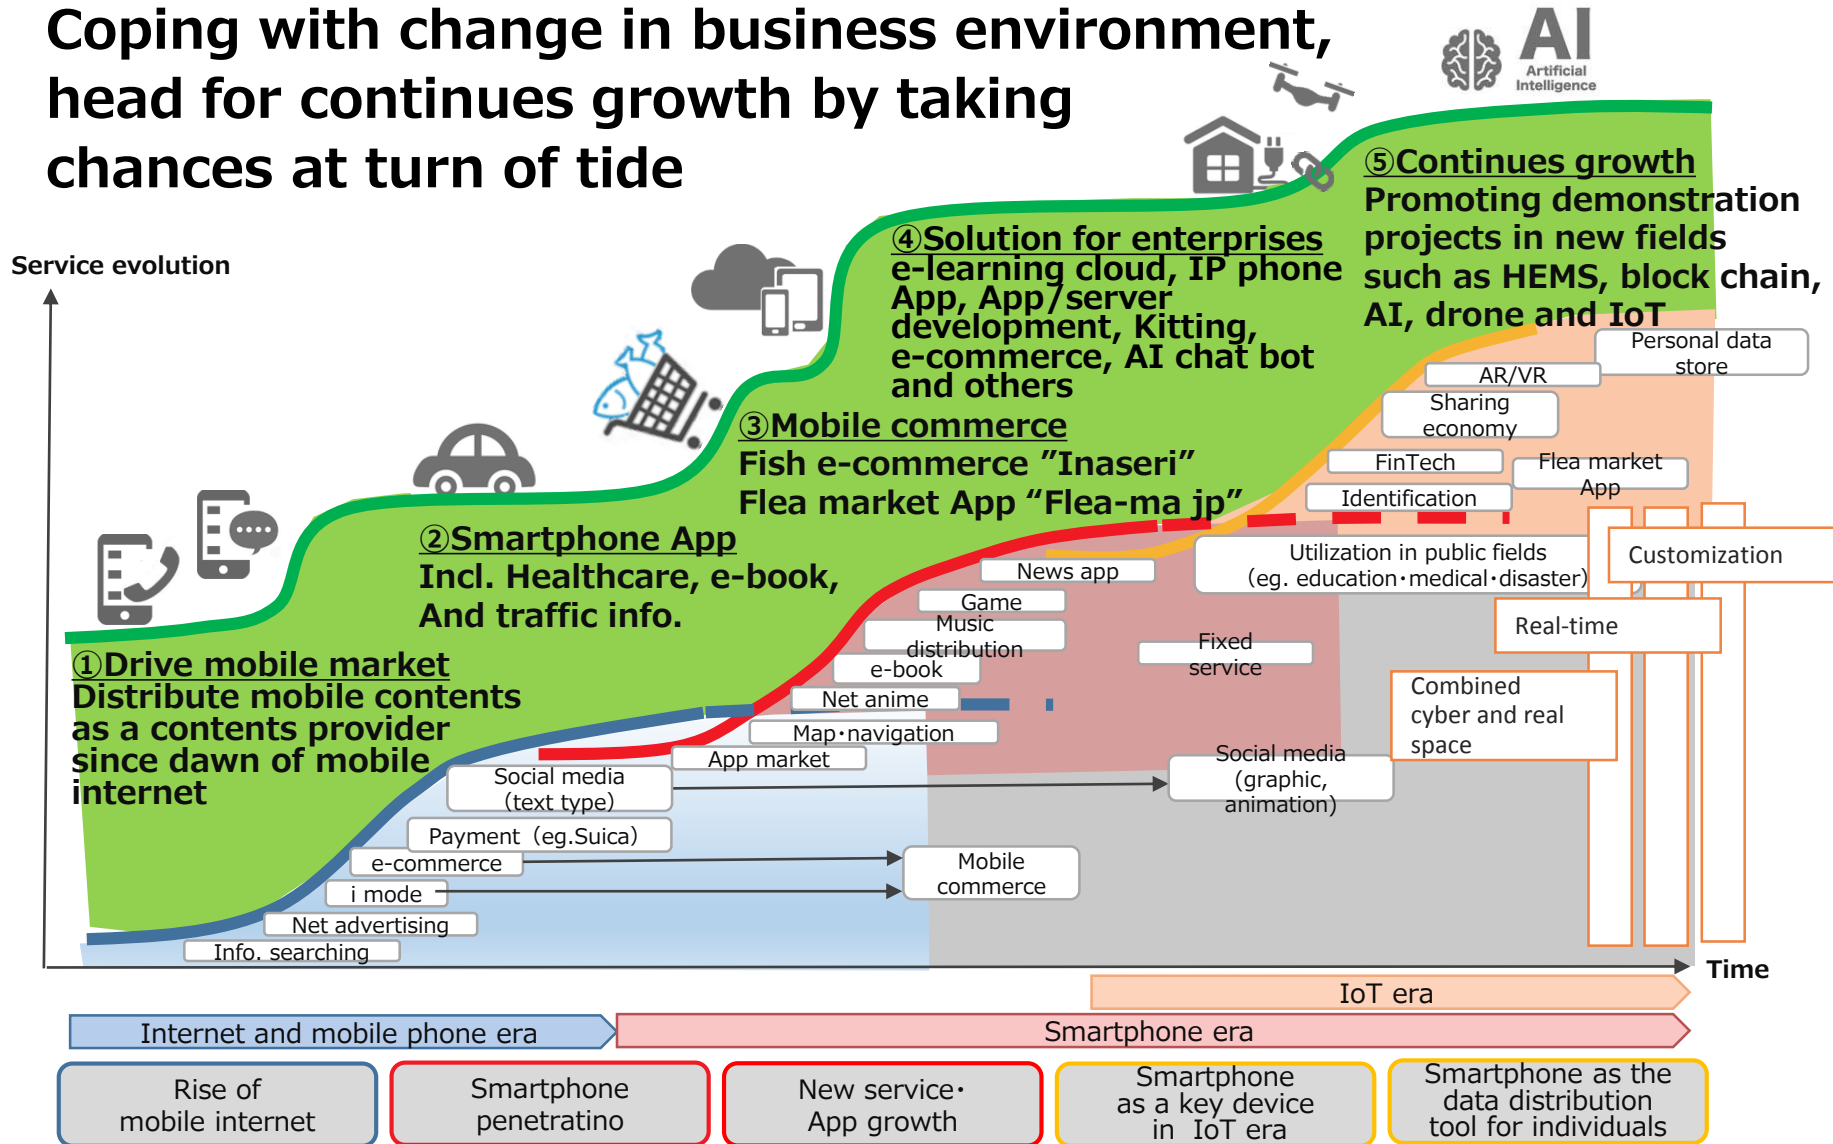 Coping with change in business environment,
head for continues growth by taking
chances at turn of tide
AI
Artificial
Intelligence
Service evolution
⑤Continues growth
Promoting demonstration
projects in new fields
such as HEMS, block chain,
AI, drone and IoT
④Solution for enterprises
e-learning cloud, IP phone
App, App/server
development, Kitting,
e-commerce, AI chat bot
and others
③Mobile commerce
Fish e-commerce ”Inaseri”
Flea market App “Flea-ma jp”
②Smartphone App
Incl. Healthcare, e-book,
And traffic info.
①Drive mobile market
Distribute mobile contents
as a contents provider
since dawn of mobile
internet
Personal data
store
AR/VR
Sharing
economy
FinTech
Flea market
App
Identification
Utilization in public fields
(eg. education・medical・disaster)
Customization
News app
Game
Music
distribution
Real-time
Fixed
service
e-book
Net anime
Combined
cyber and real
space
Map・navigation
App market
Social media
(text type)
Social media
(graphic,
animation)
Payment (eg.Suica)
e-commerce
Mobile
commerce
i mode
Net advertising
Info. searching
Time
IoT era
Internet and mobile phone era
Smartphone era
Rise of
mobile internet
Smartphone
penetratino
New service・
App growth
Smartphone
as a key device
in IoT era
Smartphone as the
data distribution
tool for individuals